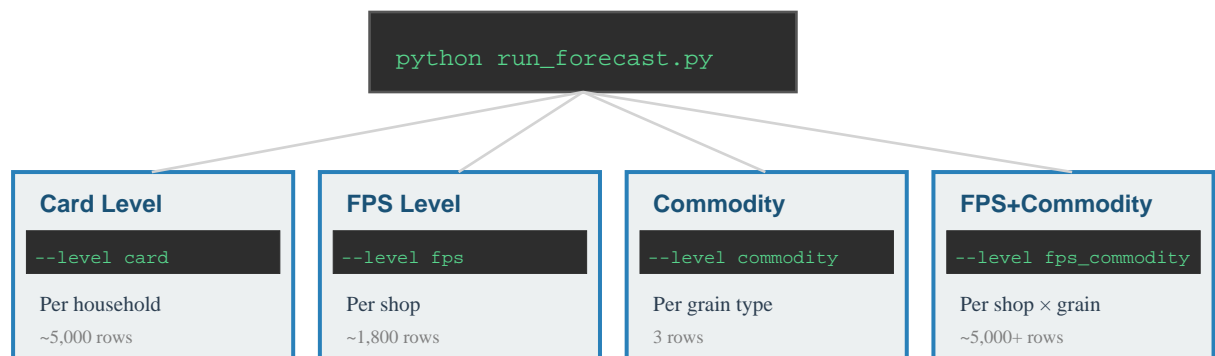 python run_forecast.py
Card Level
--level card
Per household
~5,000 rows
FPS Level
--level fps
Per shop
~1,800 rows
Commodity
--level commodity
Per grain type
3 rows
FPS+Commodity
--level fps_commodity
Per shop × grain
~5,000+ rows